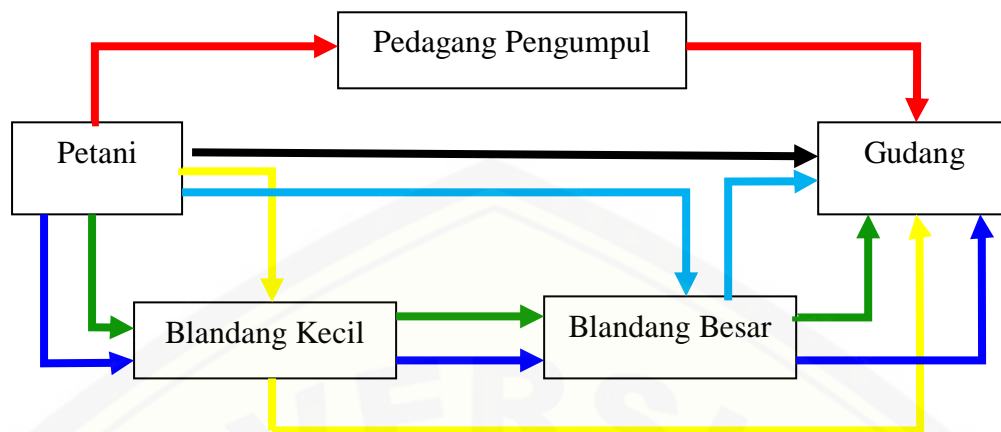 Pedagang Pengumpul
Petani
Gudang
Blandang Kecil
Blandang Besar